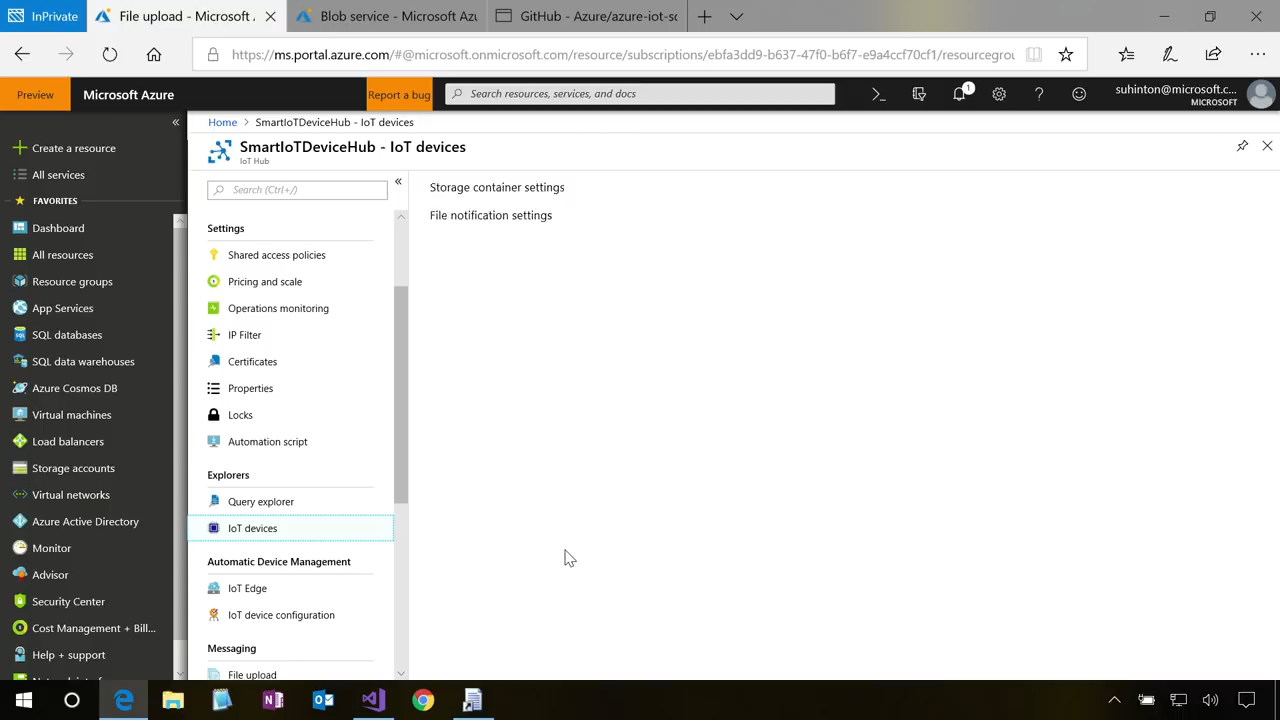 InPrivate
File upload - Microsoft
Blob service - Microsoft Azu
GitHub - Azure/azure-iot-sd
https://ms.portal.azure.com/#@microsoft.onmicrosoft.com/resource/subscriptions/ebfa3dd9-b637-47f0-b6f7-e9a4ccf70cf1/resourcegrou
Preview
Microsoft Azure
Report a bug
Search resources, services, and docs
1
suhinton@microsoft.c...
MICROSOFT
Create a resource
All services
FAVORITES
Dashboard
All resources
Resource groups
App Services
SQL databases
SQL data warehouses
Azure Cosmos DB
Virtual machines
Load balancers
Storage accounts
Virtual networks
Azure Active Directory
Monitor
Advisor
Security Center
Cost Management + Bill...
Help + support
Home > SmartIoTDeviceHub - IoT devices
SmartIoTDeviceHub - IoT devices
IoT Hub
Search (Ctrl+/)
Settings
Shared access policies
Pricing and scale
Operations monitoring
IP Filter
Certificates
Properties
Locks
Automation script
Explorers
Query explorer
IoT devices
Automatic Device Management
IoT Edge
IoT device configuration
Messaging
File upload
Storage container settings
File notification settings